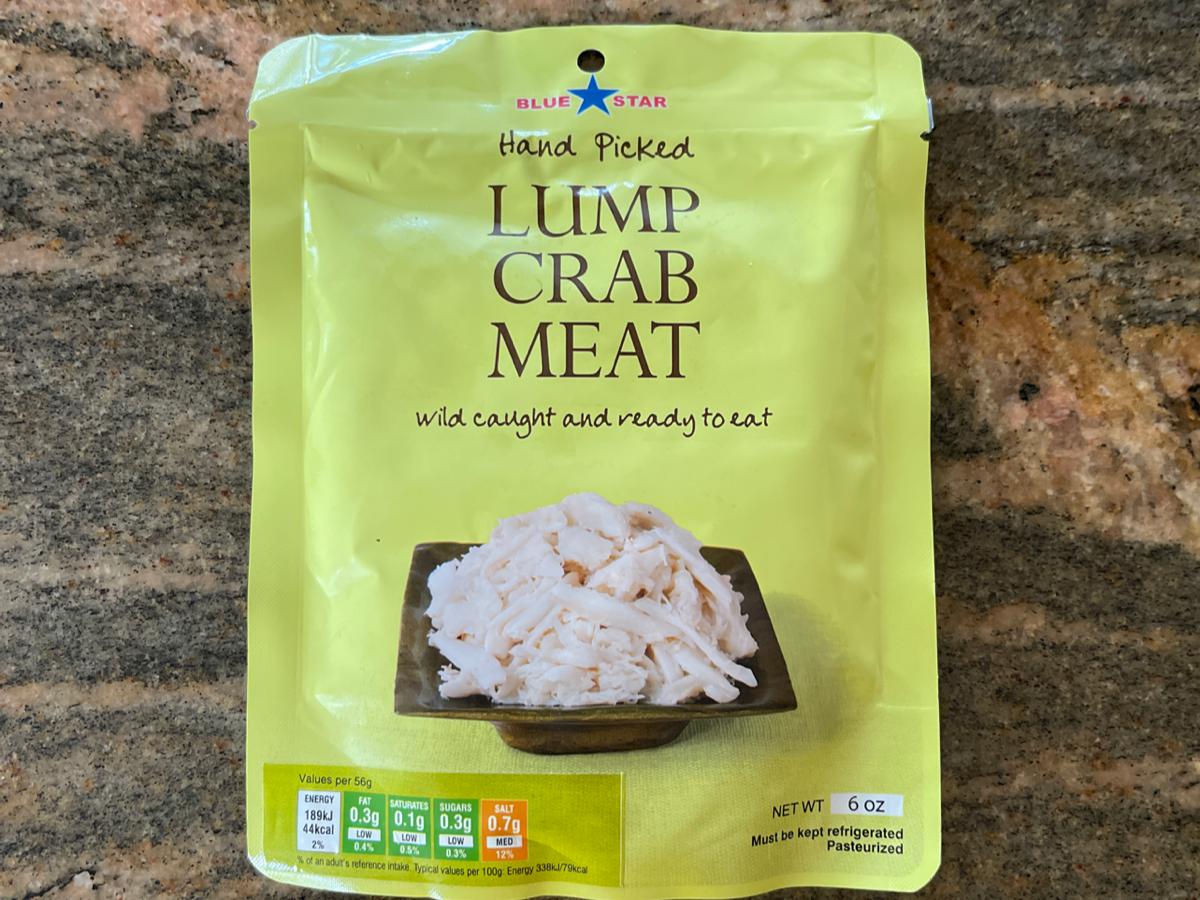 BLUE STAR
Hand Picked
LUMP
CRAB
MEAT
wild caught and ready to eat
Values per 56g
ENERGY
189kJ
44kcal
2%
FAT
0.3g
LOW
0.4%
SATURATES
0.1g
LOW
0.5%
SUGARS
0.3g
LOW
0.3%
SALT
0.7g
MED
12%
% of an adult's reference intake. Typical values per 100g: Energy 338kJ/79kcal
NET WT 6 oz
Must be kept refrigerated
Pasteurized